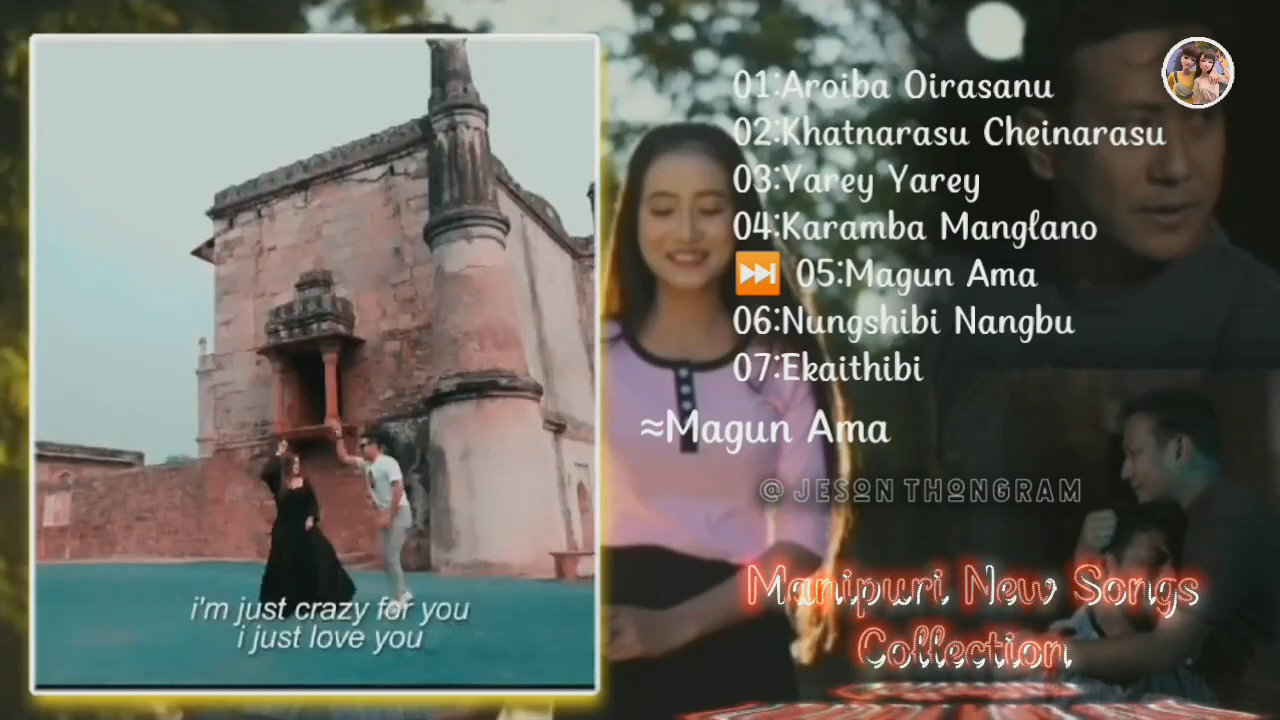 01:Aroiba Oirasanu
02:Khatnarasu Cheinarasu
03:Yarey Yarey
04:Karamba Manglano
05:Magun Ama
06:Nungshibi Nangbu
07:Ekaithibi
≈Magun Ama
@ JESON THONGRAM
Manipuri New Songs
Collection
i'm just crazy for you
i just love you